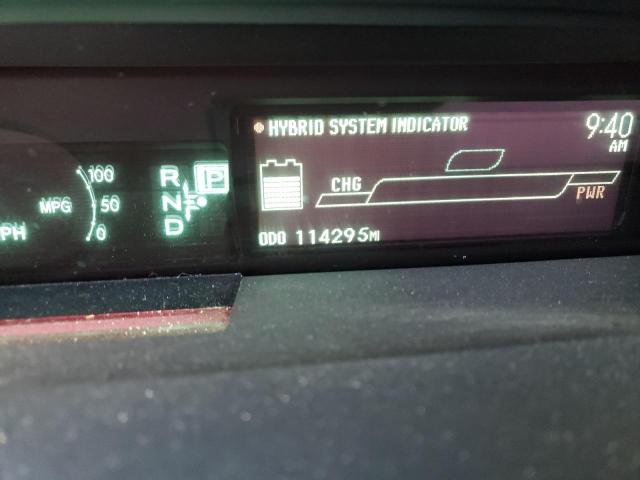 HYBRID SYSTEM INDICATOR
9:40
AM
100
MPG 50
0
PH
R
P
N
D
CHG
PWR
ODO 114295MI